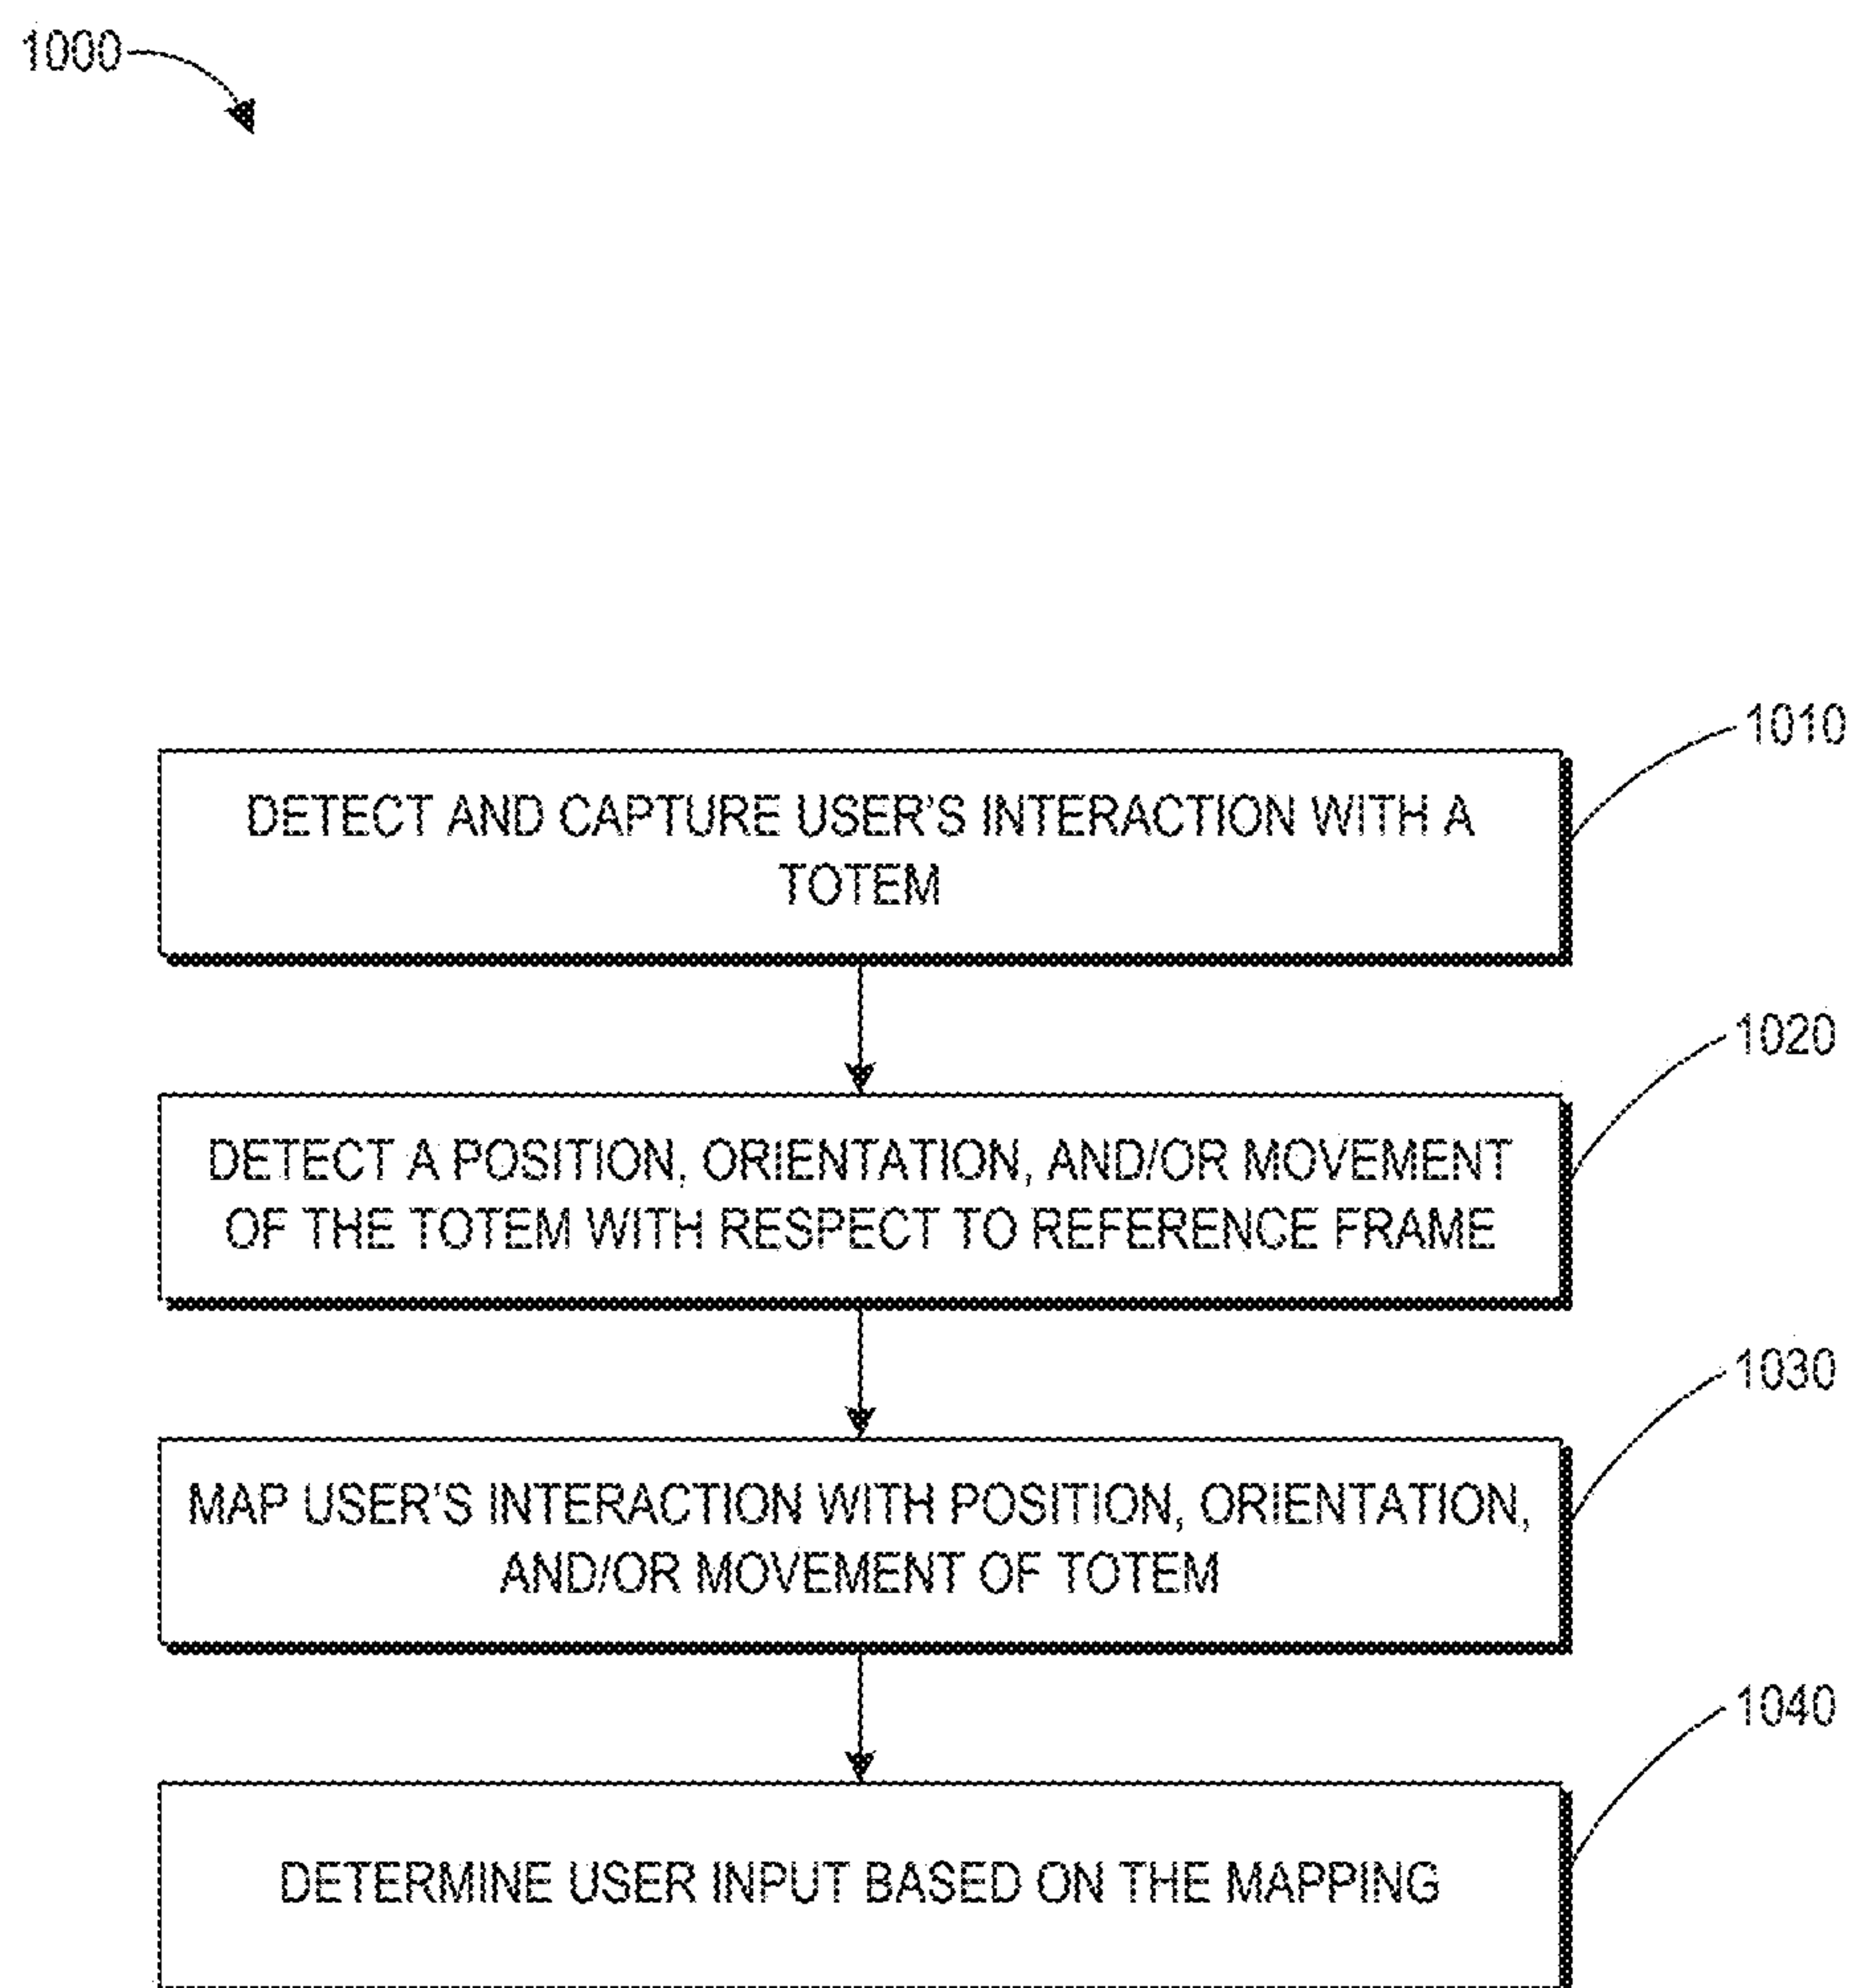 1000
1010
DETECT AND CAPTURE USER'S INTERACTION WITH A
TOTEM
1020
DETECT A POSITION, ORIENTATION, AND/OR MOVEMENT
OF THE TOTEM WITH RESPECT TO REFERENCE FRAME
1030
MAP USER'S INTERACTION WITH POSITION, ORIENTATION,
AND/OR MOVEMENT OF TOTEM
1040
DETERMINE USER INPUT BASED ON THE MAPPING